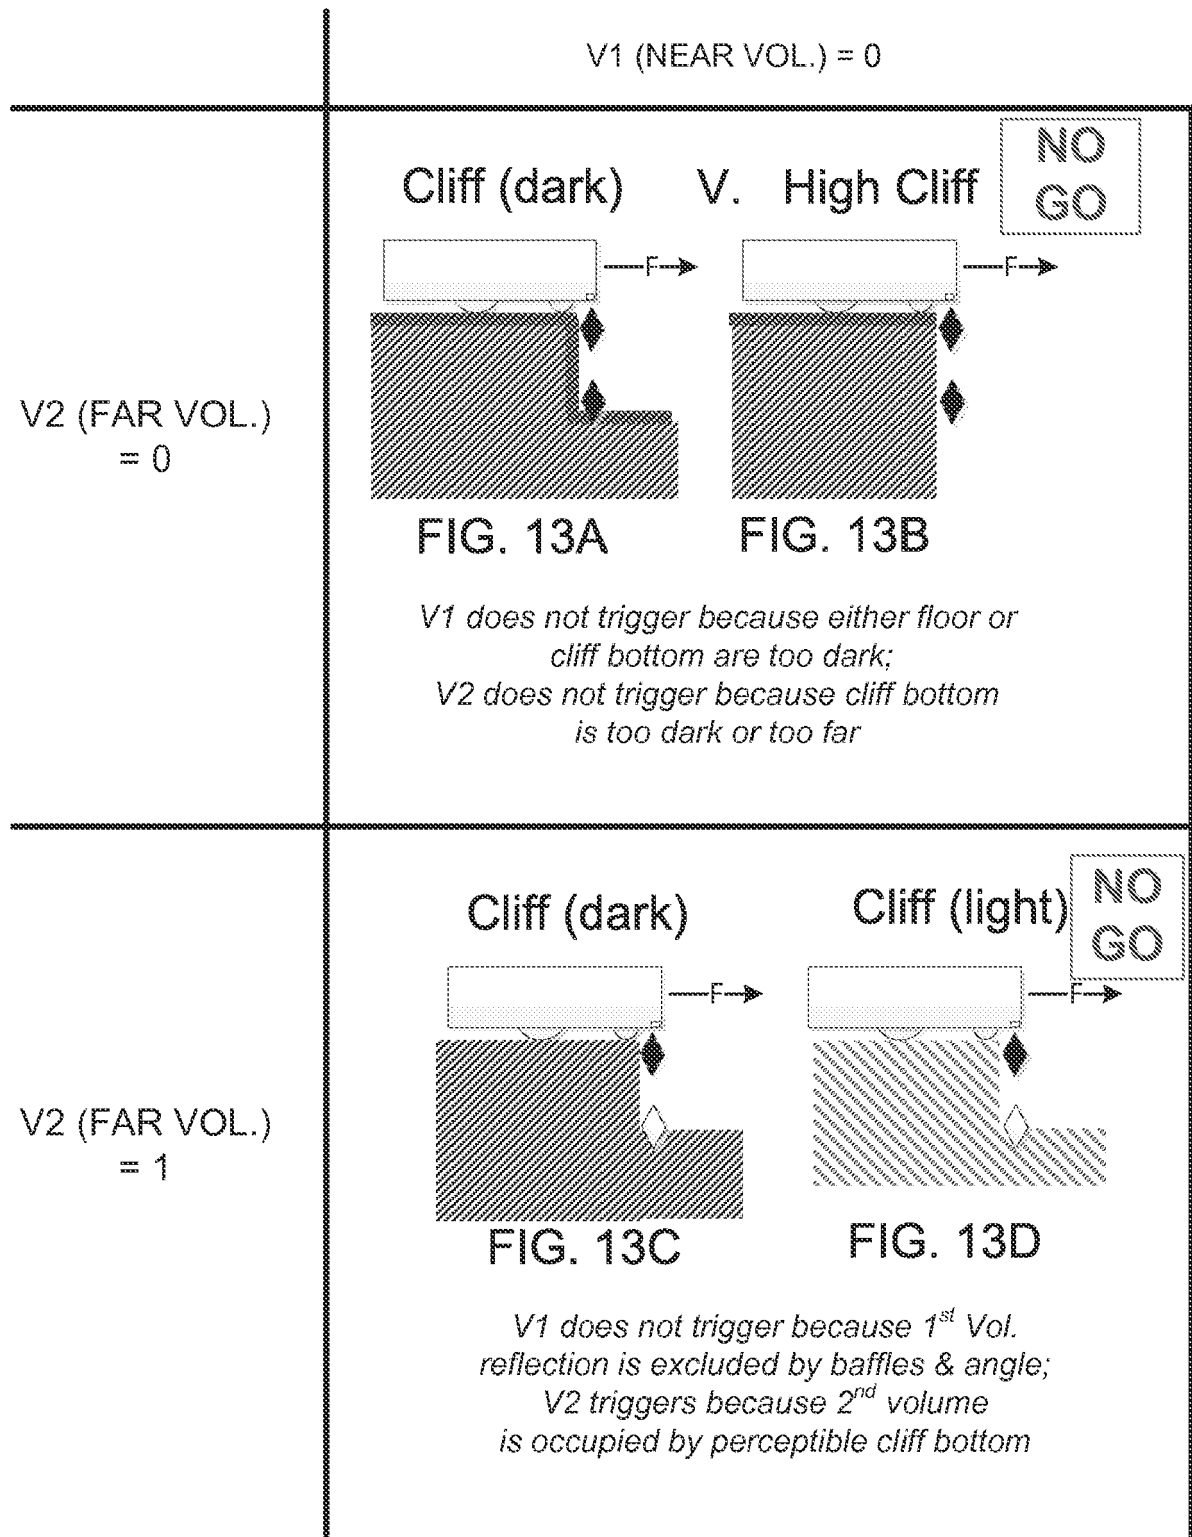 V1 (NEAR VOL.) = 0
NO
GO
Cliff (dark) V. High Cliff
F
F
V2 (FAR VOL.)
= 0
FIG. 13A
FIG. 13B
V1 does not trigger because either floor or
cliff bottom are too dark;
V2 does not trigger because cliff bottom
is too dark or too far
NO
GO
Cliff (dark)
Cliff (light)
F
F
V2 (FAR VOL.)
= 1
FIG. 13C
FIG. 13D
V1 does not trigger because 1st Vol.
reflection is excluded by baffles & angle;
V2 triggers because 2nd volume
is occupied by perceptible cliff bottom